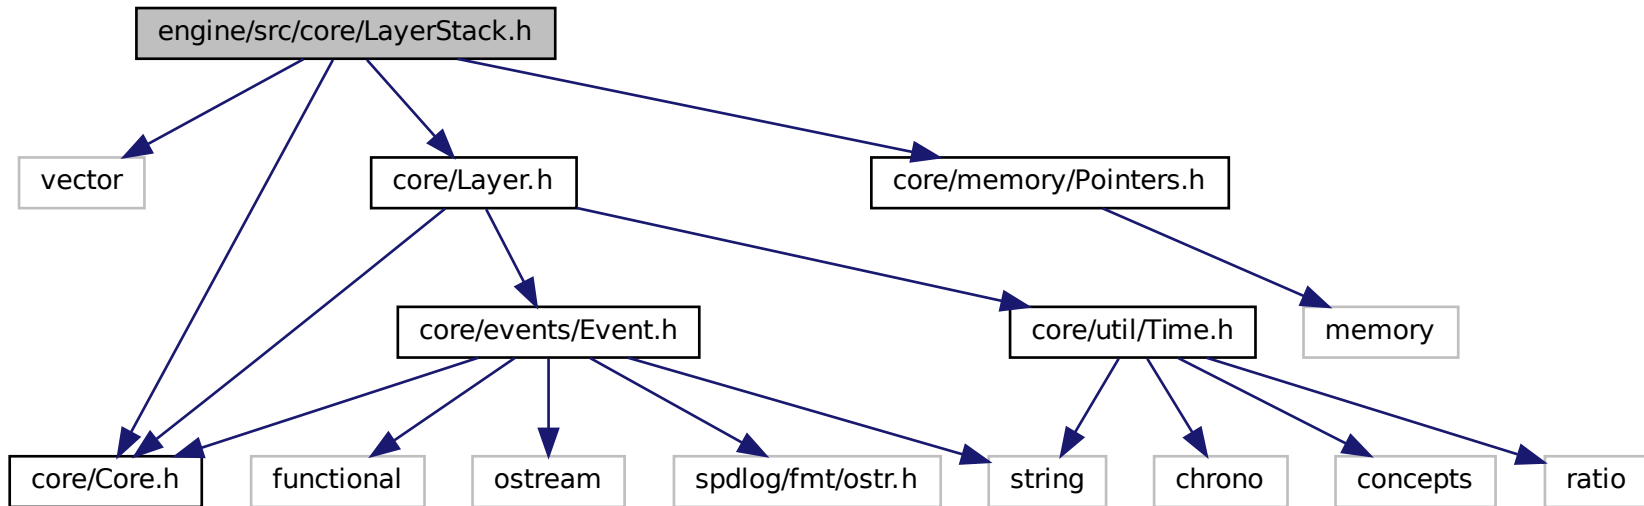 engine/src/core/LayerStack.h
vector
core/Layer.h
core/memory/Pointers.h
core/events/Event.h
core/util/Time.h
memory
core/Core.h
functional
ostream
spdlog/fmt/ostr.h
string
chrono
concepts
ratio